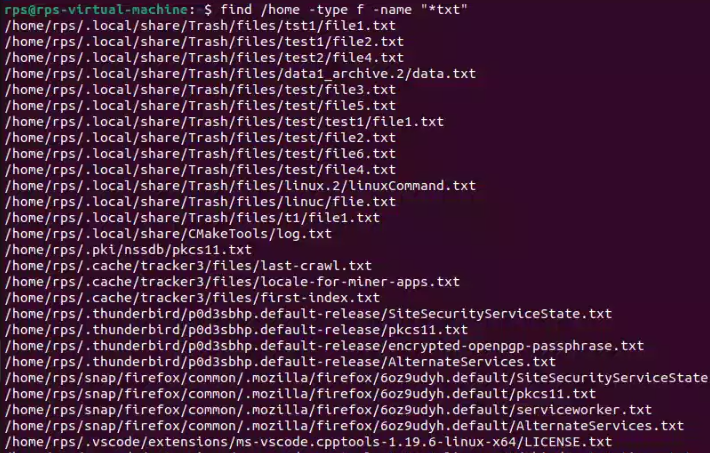 rps@rps-virtual-machine:~$ find /home -type f -name "*txt"
/home/rps/.local/share/Trash/files/tst1/file1.txt
/home/rps/.local/share/Trash/files/test1/file2.txt
/home/rps/.local/share/Trash/files/test2/file4.txt
/home/rps/.local/share/Trash/files/data1_archive.2/data.txt
/home/rps/.local/share/Trash/files/test/file3.txt
/home/rps/.local/share/Trash/files/test/file5.txt
/home/rps/.local/share/Trash/files/test/test1/file1.txt
/home/rps/.local/share/Trash/files/test/file2.txt
/home/rps/.local/share/Trash/files/test/file6.txt
/home/rps/.local/share/Trash/files/test/file4.txt
/home/rps/.local/share/Trash/files/linux.2/linuxCommand.txt
/home/rps/.local/share/Trash/files/linuc/flie.txt
/home/rps/.local/share/Trash/files/t1/file1.txt
/home/rps/.local/share/CMakeTools/log.txt
/home/rps/.pki/nssdb/pkcs11.txt
/home/rps/.cache/tracker3/files/last-crawl.txt
/home/rps/.cache/tracker3/files/locale-for-miner-apps.txt
/home/rps/.cache/tracker3/files/first-index.txt
/home/rps/.thunderbird/p0d3sbhp.default-release/SiteSecurityServiceState.txt
/home/rps/.thunderbird/p0d3sbhp.default-release/pkcs11.txt
/home/rps/.thunderbird/p0d3sbhp.default-release/encrypted-openpgp-passphrase.txt
/home/rps/.thunderbird/p0d3sbhp.default-release/AlternateServices.txt
/home/rps/snap/firefox/common/.mozilla/firefox/6oz9udyh.default/SiteSecurityServiceState
/home/rps/snap/firefox/common/.mozilla/firefox/6oz9udyh.default/pkcs11.txt
/home/rps/snap/firefox/common/.mozilla/firefox/6oz9udyh.default/serviceworker.txt
/home/rps/snap/firefox/common/.mozilla/firefox/6oz9udyh.default/AlternateServices.txt
/home/rps/.vscode/extensions/ms-vscode.cpptools-1.19.6-linux-x64/LICENSE.txt